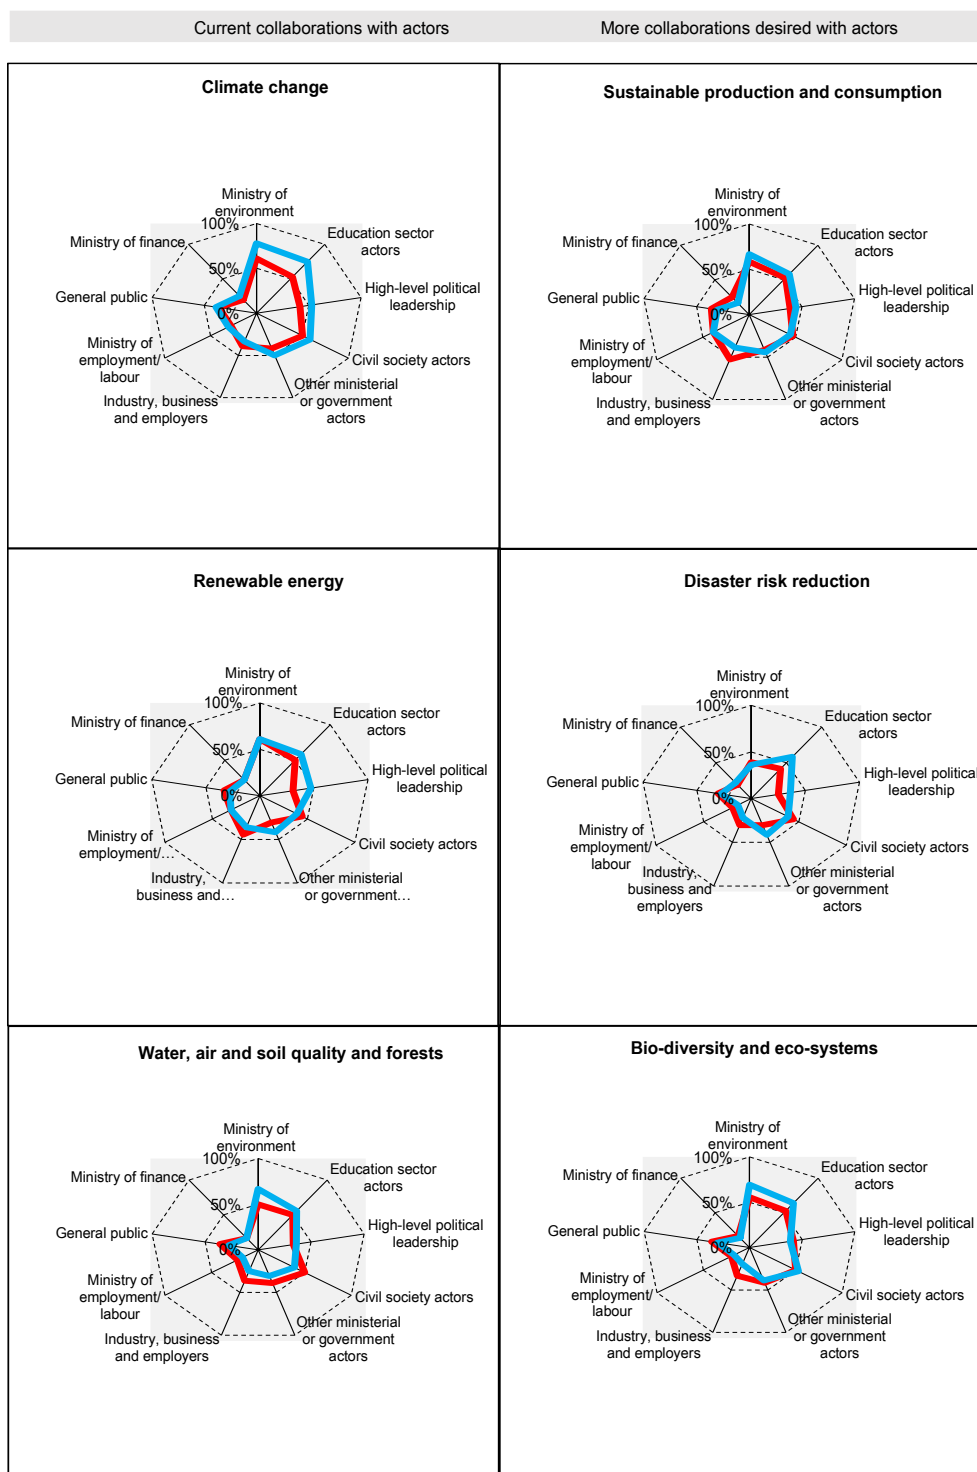 Current collaborations with actors
More collaborations desired with actors
Climate change
Ministry of
environment
100%
Education sector
actors
Ministry of finance
50%
High-level political
leadership
General public
0%
Ministry of
employment/
labour
Civil society actors
Other ministerial
or government
actors
Industry, business
and employers
Sustainable production and consumption
Ministry of
environment
100%
Education sector
actors
Ministry of finance
50%
High-level political
leadership
General public
0%
Ministry of
employment/
labour
Civil society actors
Other ministerial
or government
actors
Industry, business
and employers
Renewable energy
Ministry of
environment
100%
Education sector
actors
Ministry of finance
50%
High-level political
leadership
General public
0%
Ministry of
employment/…
Civil society actors
Industry,
business and…
Other ministerial
or government…
Disaster risk reduction
Ministry of
environment
100%
Education sector
actors
Ministry of finance
50%
High-level political
leadership
General public
0%
Ministry of
employment/
labour
Civil society actors
Industry,
business and
employers
Other ministerial
or government
actors
Water, air and soil quality and forests
Ministry of
environment
100%
Education sector
actors
Ministry of finance
50%
High-level political
leadership
General public
0%
Ministry of
employment/
labour
Civil society actors
Other ministerial
or government
actors
Industry, business
and employers
Bio-diversity and eco-systems
Ministry of
environment
100%
Education sector
actors
Ministry of finance
50%
High-level political
leadership
General public
0%
Ministry of
employment/
labour
Civil society actors
Other ministerial
or government
actors
Industry, business
and employers